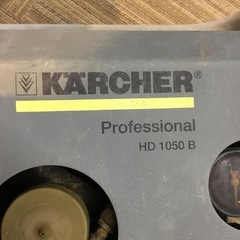 KÄRCHER®
Professional
HD 1050 B